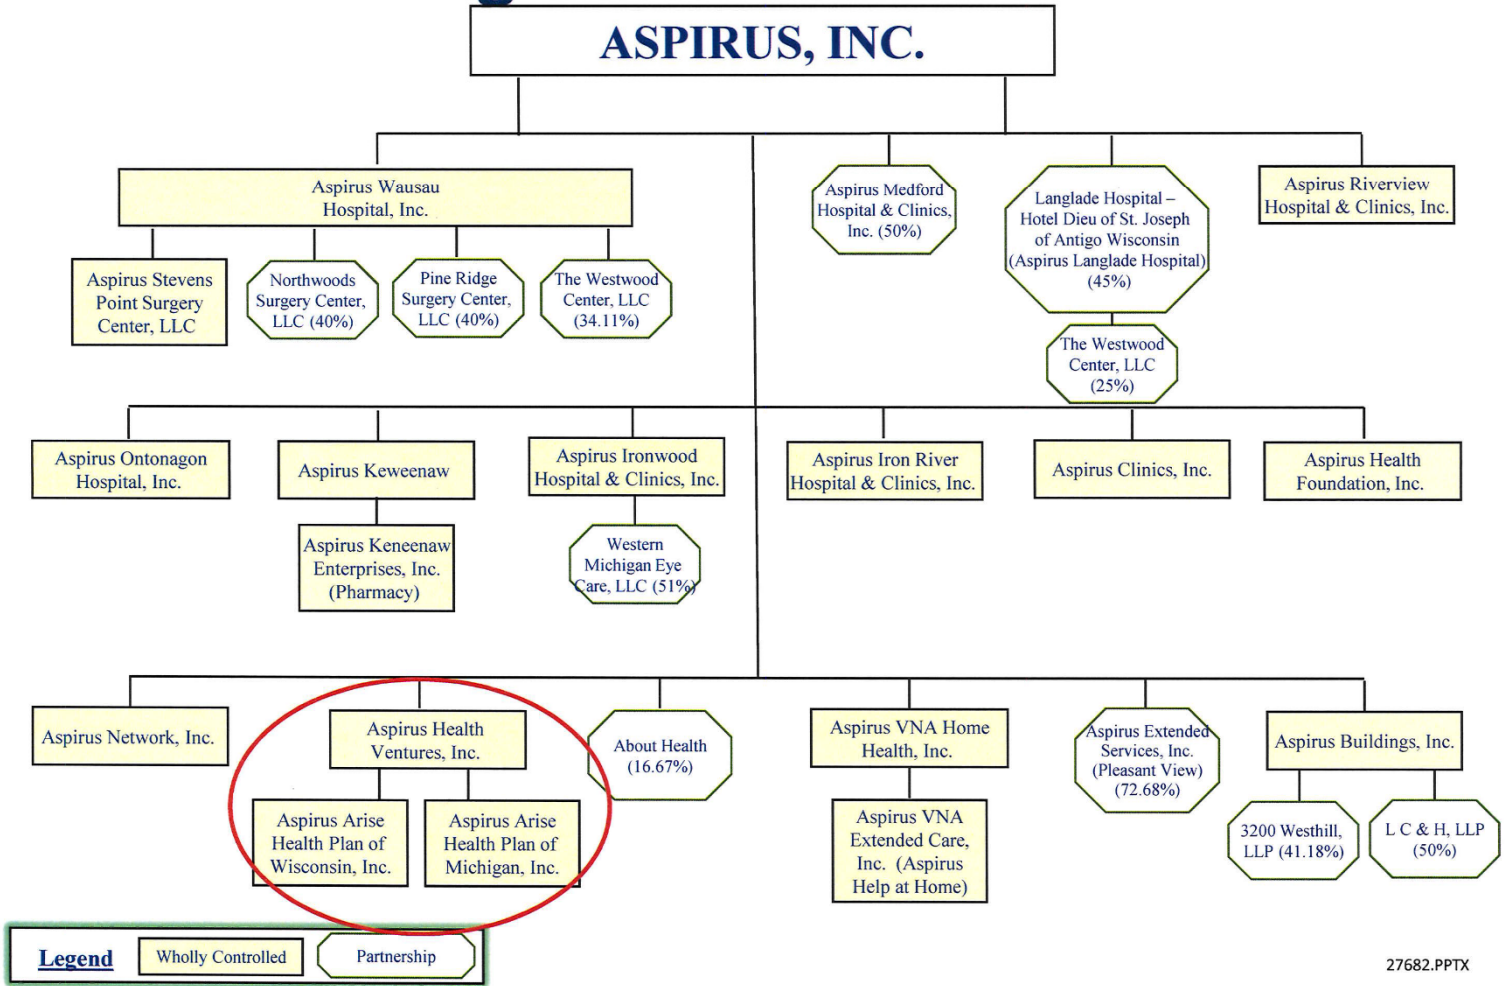 ASPIRUS, INC.
Aspirus Wausau
Hospital, Inc.
Aspirus Medford
Hospital & Clinics,
Inc. (50%)
Langlade Hospital –
Hotel Dieu of St. Joseph
of Antigo Wisconsin
(Aspirus Langlade Hospital)
(45%)
Aspirus Riverview
Hospital & Clinics, Inc.
Aspirus Stevens
Point Surgery
Center, LLC
Northwoods
Surgery Center,
LLC (40%)
Pine Ridge
Surgery Center,
LLC (40%)
The Westwood
Center, LLC
(34.11%)
The Westwood
Center, LLC
(25%)
Aspirus Ontonagon
Hospital, Inc.
Aspirus Keweenaw
Aspirus Ironwood
Hospital & Clinics, Inc.
Aspirus Iron River
Hospital & Clinics, Inc.
Aspirus Clinics, Inc.
Aspirus Health
Foundation, Inc.
Aspirus Keneenaw
Enterprises, Inc.
(Pharmacy)
Western
Michigan Eye
Care, LLC (51%)
Aspirus Network, Inc.
Aspirus Health
Ventures, Inc.
About Health
(16.67%)
Aspirus VNA Home
Health, Inc.
Aspirus Extended
Services, Inc.
(Pleasant View)
(72.68%)
Aspirus Buildings, Inc.
Aspirus Arise
Health Plan of
Wisconsin, Inc.
Aspirus Arise
Health Plan of
Michigan, Inc.
Aspirus VNA
Extended Care,
Inc. (Aspirus
Help at Home)
3200 Westhill,
LLP (41.18%)
L C & H, LLP
(50%)
Legend
Wholly Controlled
Partnership
27682.PPTX